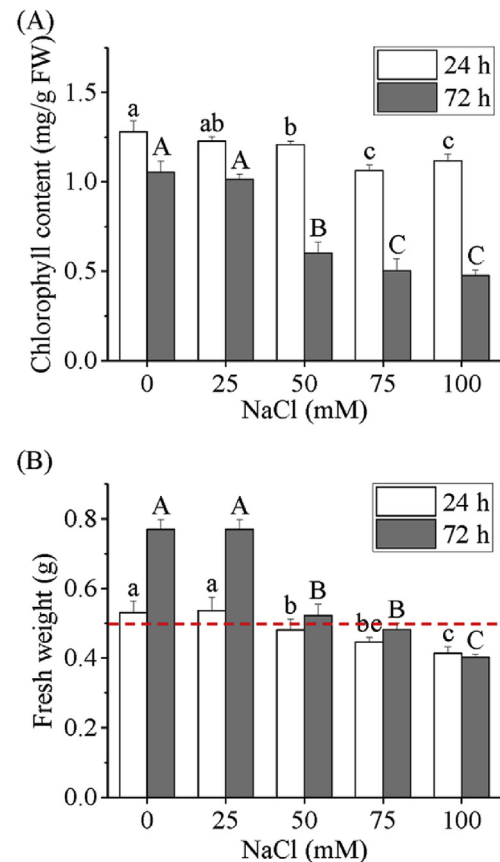 (A)
Chlorophyll content (mg/g FW)
1.5
1.0
0.5
0.0
24 h
72 h
a
A
ab
A
b
B
c
C
c
C
0 25 50 75 100
NaCl (mM)
(B)
Fresh weight (g)
0.8
0.6
0.4
0.2
0.0
24 h
72 h
a
A
a
A
b
B
bc
B
c
C
0 25 50 75 100
NaCl (mM)